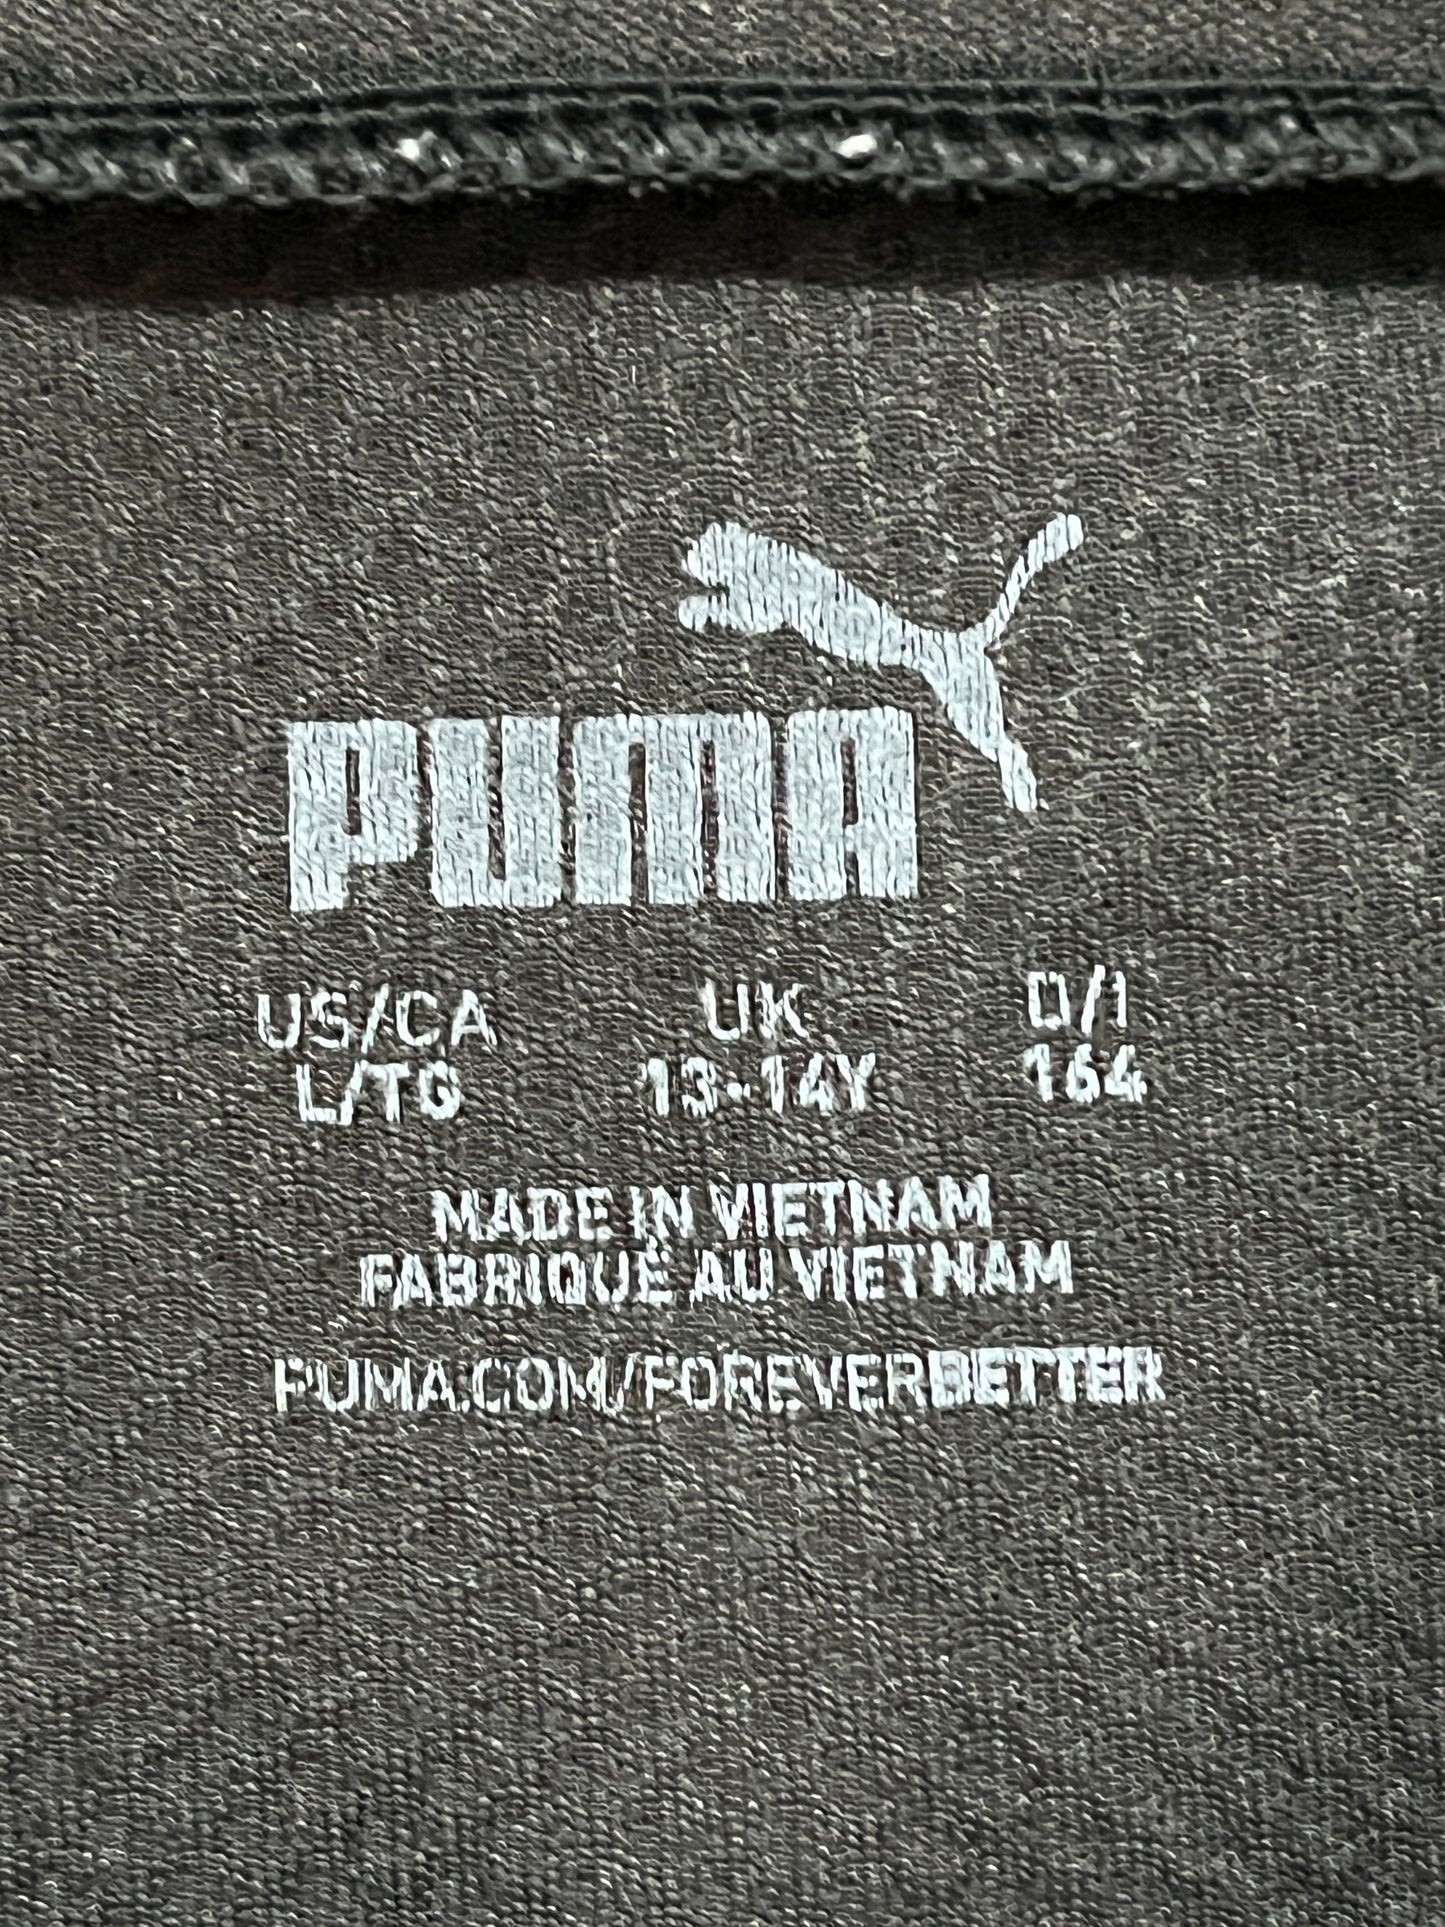 PUMA
US/CA UK D/I
L/TG 13-14Y 164
MADE IN VIETNAM
FABRIQUÉ AU VIETNAM
PUMA.COM/FOREVERBETTER